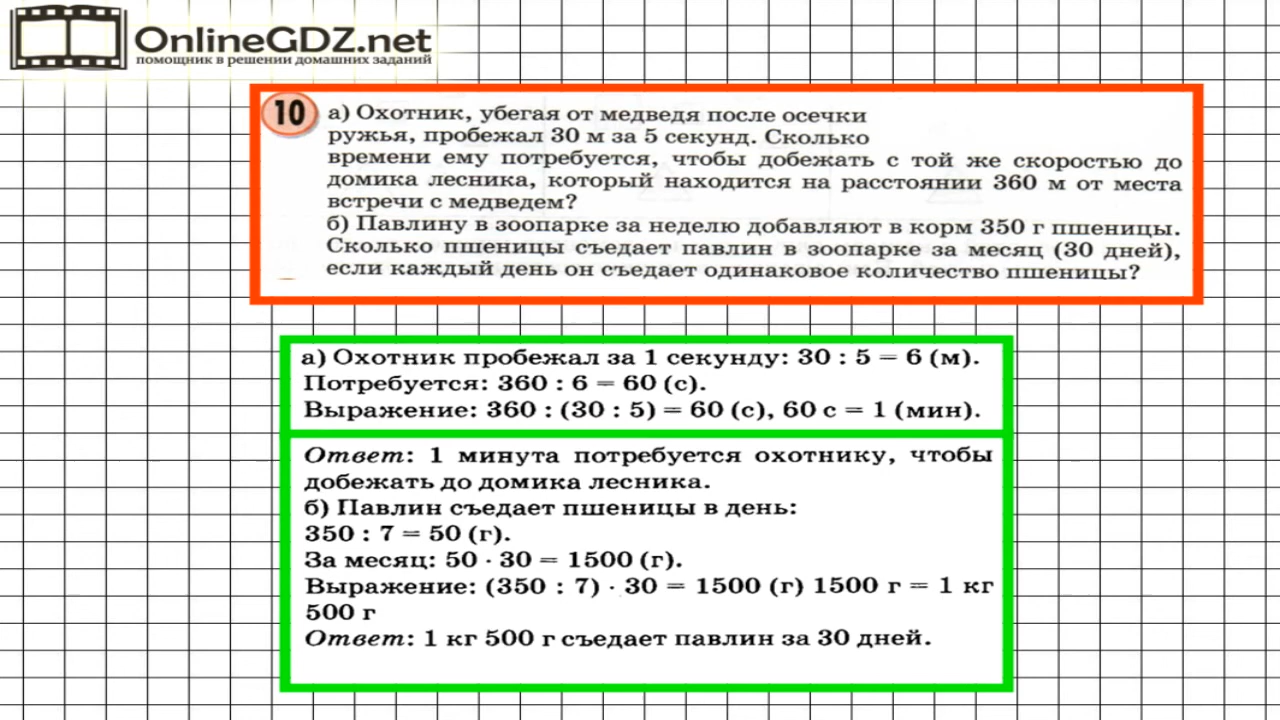 OnlineGDZ.net
помощник в решении домашних заданий
10
а) Охотник, убегая от медведя после осечки
ружья, пробежал 30 м за 5 секунд. Сколько
времени ему потребуется, чтобы добежать с той же скоростью до
домика лесника, который находится на расстоянии 360 м от места
встречи с медведем?
б) Павлину в зоопарке за неделю добавляют в корм 350 г пшеницы.
Сколько пшеницы съедает павлин в зоопарке за месяц (30 дней),
если каждый день он съедает одинаковое количество пшеницы?
а) Охотник пробежал за 1 секунду: 30 : 5 = 6 (м).
Потребуется: 360 : 6 = 60 (с).
Выражение: 360 : (30 : 5) = 60 (с), 60 с = 1 (мин).
Ответ: 1 минута потребуется охотнику, чтобы
добежать до домика лесника.
б) Павлин съедает пшеницы в день:
350 : 7 = 50 (г).
За месяц: 50 · 30 = 1500 (г).
Выражение: (350 : 7) · 30 = 1500 (г) 1500 г = 1 кг
500 г
Ответ: 1 кг 500 г съедает павлин за 30 дней.